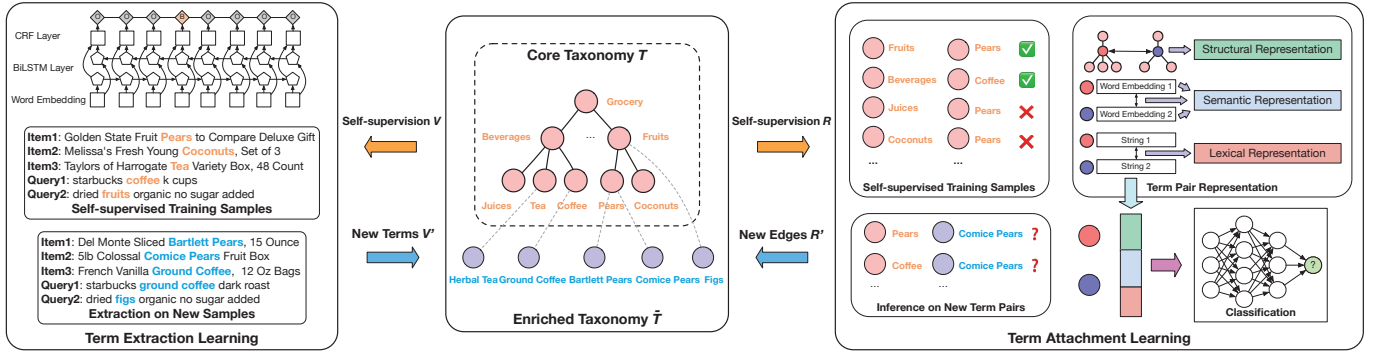 O O O B O O O O
CRF Layer
BiLSTM Layer
Word Embedding
Item1: Golden State Fruit Pears to Compare Deluxe Gift
Item2: Melissa's Fresh Young Coconuts, Set of 3
Item3: Taylors of Harrogate Tea Variety Box, 48 Count
Query1: starbucks coffee k cups
Query2: dried fruits organic no sugar added
Self-supervised Training Samples
Item1: Del Monte Sliced Bartlett Pears, 15 Ounce
Item2: 5lb Colossal Comice Pears Fruit Box
Item3: French Vanilla Ground Coffee, 12 Oz Bags
Query1: starbucks ground coffee dark roast
Query2: dried figs organic no sugar added
Extraction on New Samples
Term Extraction Learning
Self-supervision V
New Terms V'
Core Taxonomy T
Grocery
Beverages
...
Fruits
Juices
Tea
Coffee
Pears
Coconuts
Herbal Tea
Ground Coffee
Bartlett Pears
Comice Pears
Figs
Enriched Taxonomy T̄
Self-supervision R
New Edges R'
Fruits Pears
Beverages Coffee
Juices Pears
Coconuts Pears
... ...
Self-supervised Training Samples
Pears Comice Pears ?
Coffee Comice Pears ?
... ...
Inference on New Term Pairs
Structural Representation
Word Embedding 1
Semantic Representation
Word Embedding 2
String 1
Lexical Representation
String 2
Term Pair Representation
?
Classification
Term Attachment Learning